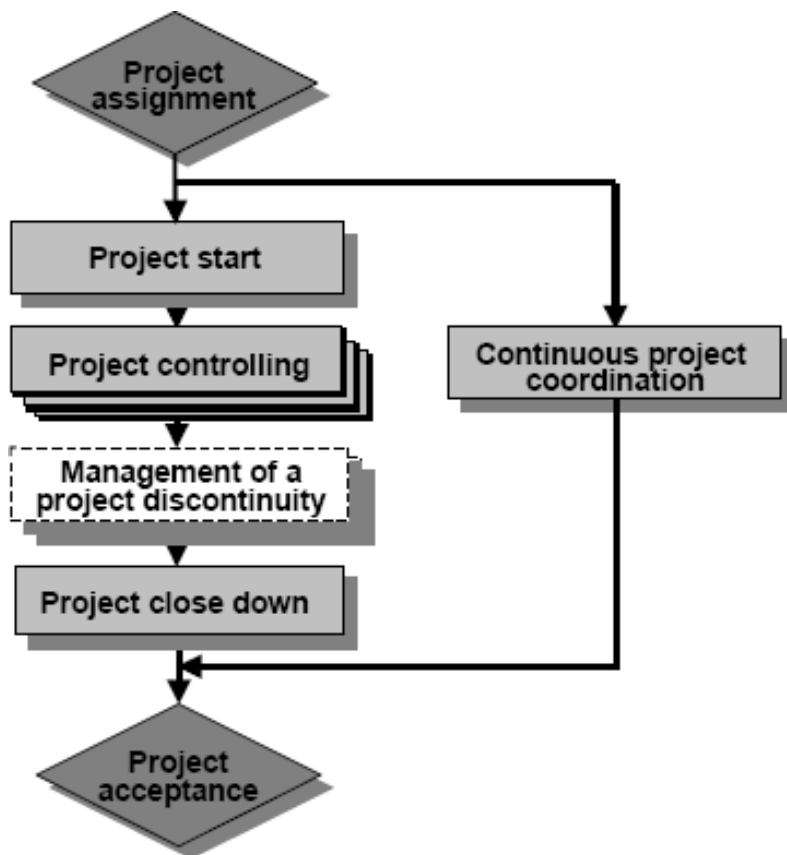 Project
assignment
Project start
Project controlling
Continuous project
coordination
Management of a
project discontinuity
Project close down
Project
acceptance